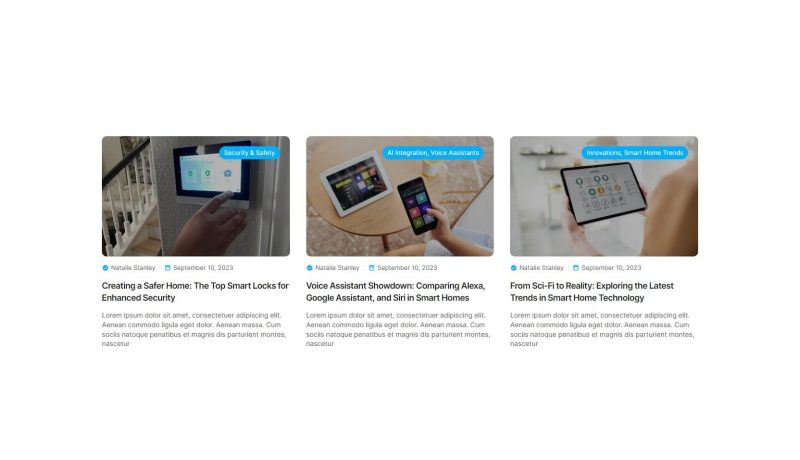 Security & Safety
Natalie Stanley September 10, 2023
Creating a Safer Home: The Top Smart Locks for
Enhanced Security
Lorem ipsum dolor sit amet, consectetuer adipiscing elit.
Aenean commodo ligula eget dolor. Aenean massa. Cum
sociis natoque penatibus et magnis dis parturient montes,
nascetur
AI Integration, Voice Assistants
Natalie Stanley September 10, 2023
Voice Assistant Showdown: Comparing Alexa,
Google Assistant, and Siri in Smart Homes
Lorem ipsum dolor sit amet, consectetuer adipiscing elit.
Aenean commodo ligula eget dolor. Aenean massa. Cum
sociis natoque penatibus et magnis dis parturient montes,
nascetur
Innovations, Smart Home Trends
Natalie Stanley September 10, 2023
From Sci-Fi to Reality: Exploring the Latest
Trends in Smart Home Technology
Lorem ipsum dolor sit amet, consectetuer adipiscing elit.
Aenean commodo ligula eget dolor. Aenean massa. Cum
sociis natoque penatibus et magnis dis parturient montes,
nascetur